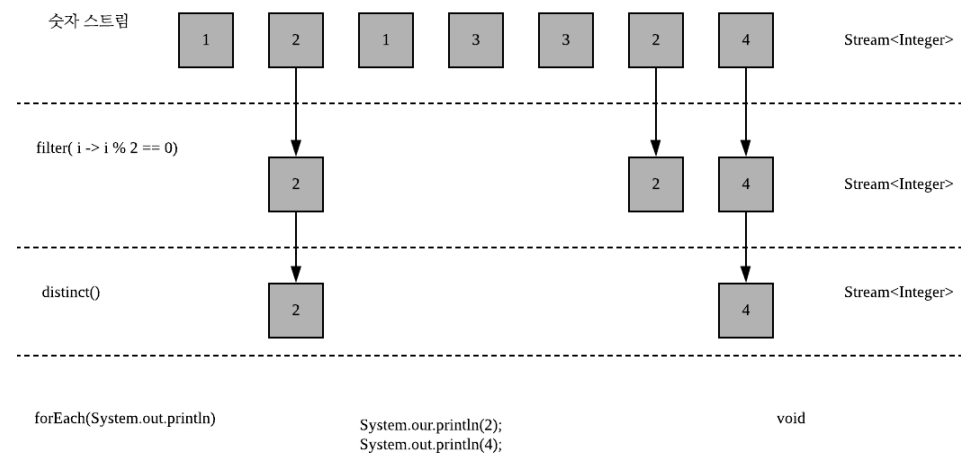 숫자 스트림
1 2 1 3 3 2 4
Stream<Integer>
filter( i -> i % 2 == 0)
2 2 4
Stream<Integer>
distinct()
2 4
Stream<Integer>
forEach(System.out.println)
System.our.println(2);
System.out.println(4);
void